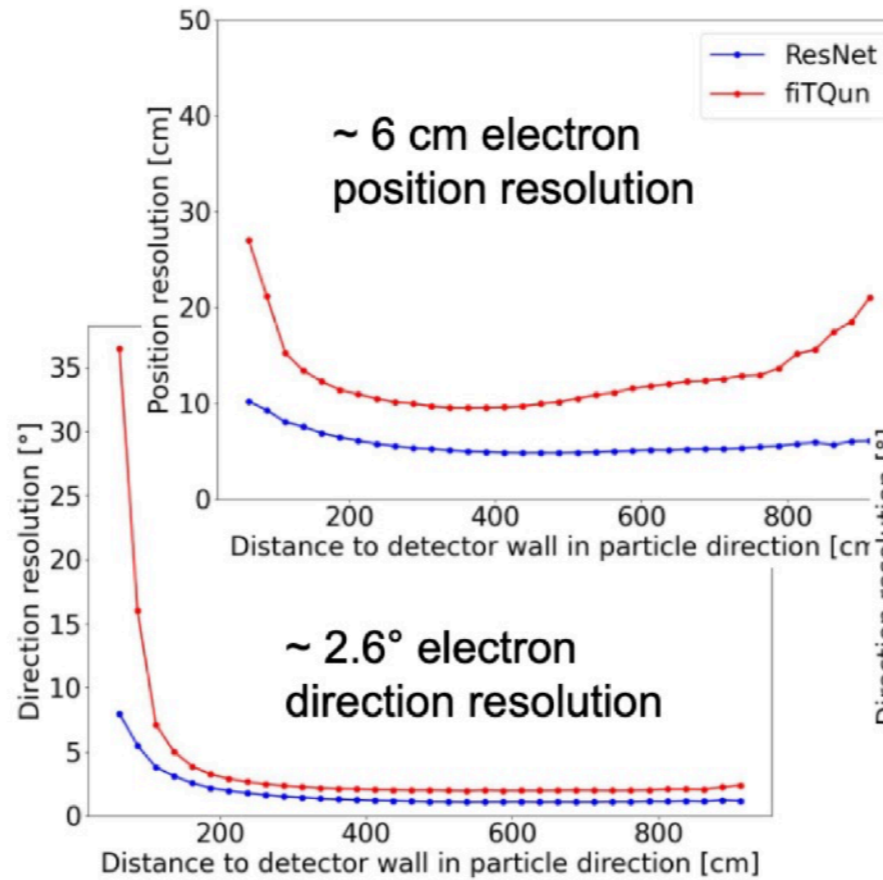 50
40
30
20
10
0
Position resolution [cm]
ResNet
fiTQun
~ 6 cm electron
position resolution
200
400
600
800
Distance to detector wall in particle direction [cm
35
30
25
20
15
10
5
0
Direction resolution [°]
~ 2.6° electron
direction resolution
200
400
600
800
Distance to detector wall in particle direction [cm]
Direction resolution [°]